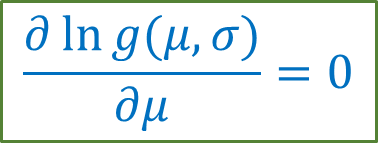 ∂ ln g(μ, σ)
∂μ
= 0